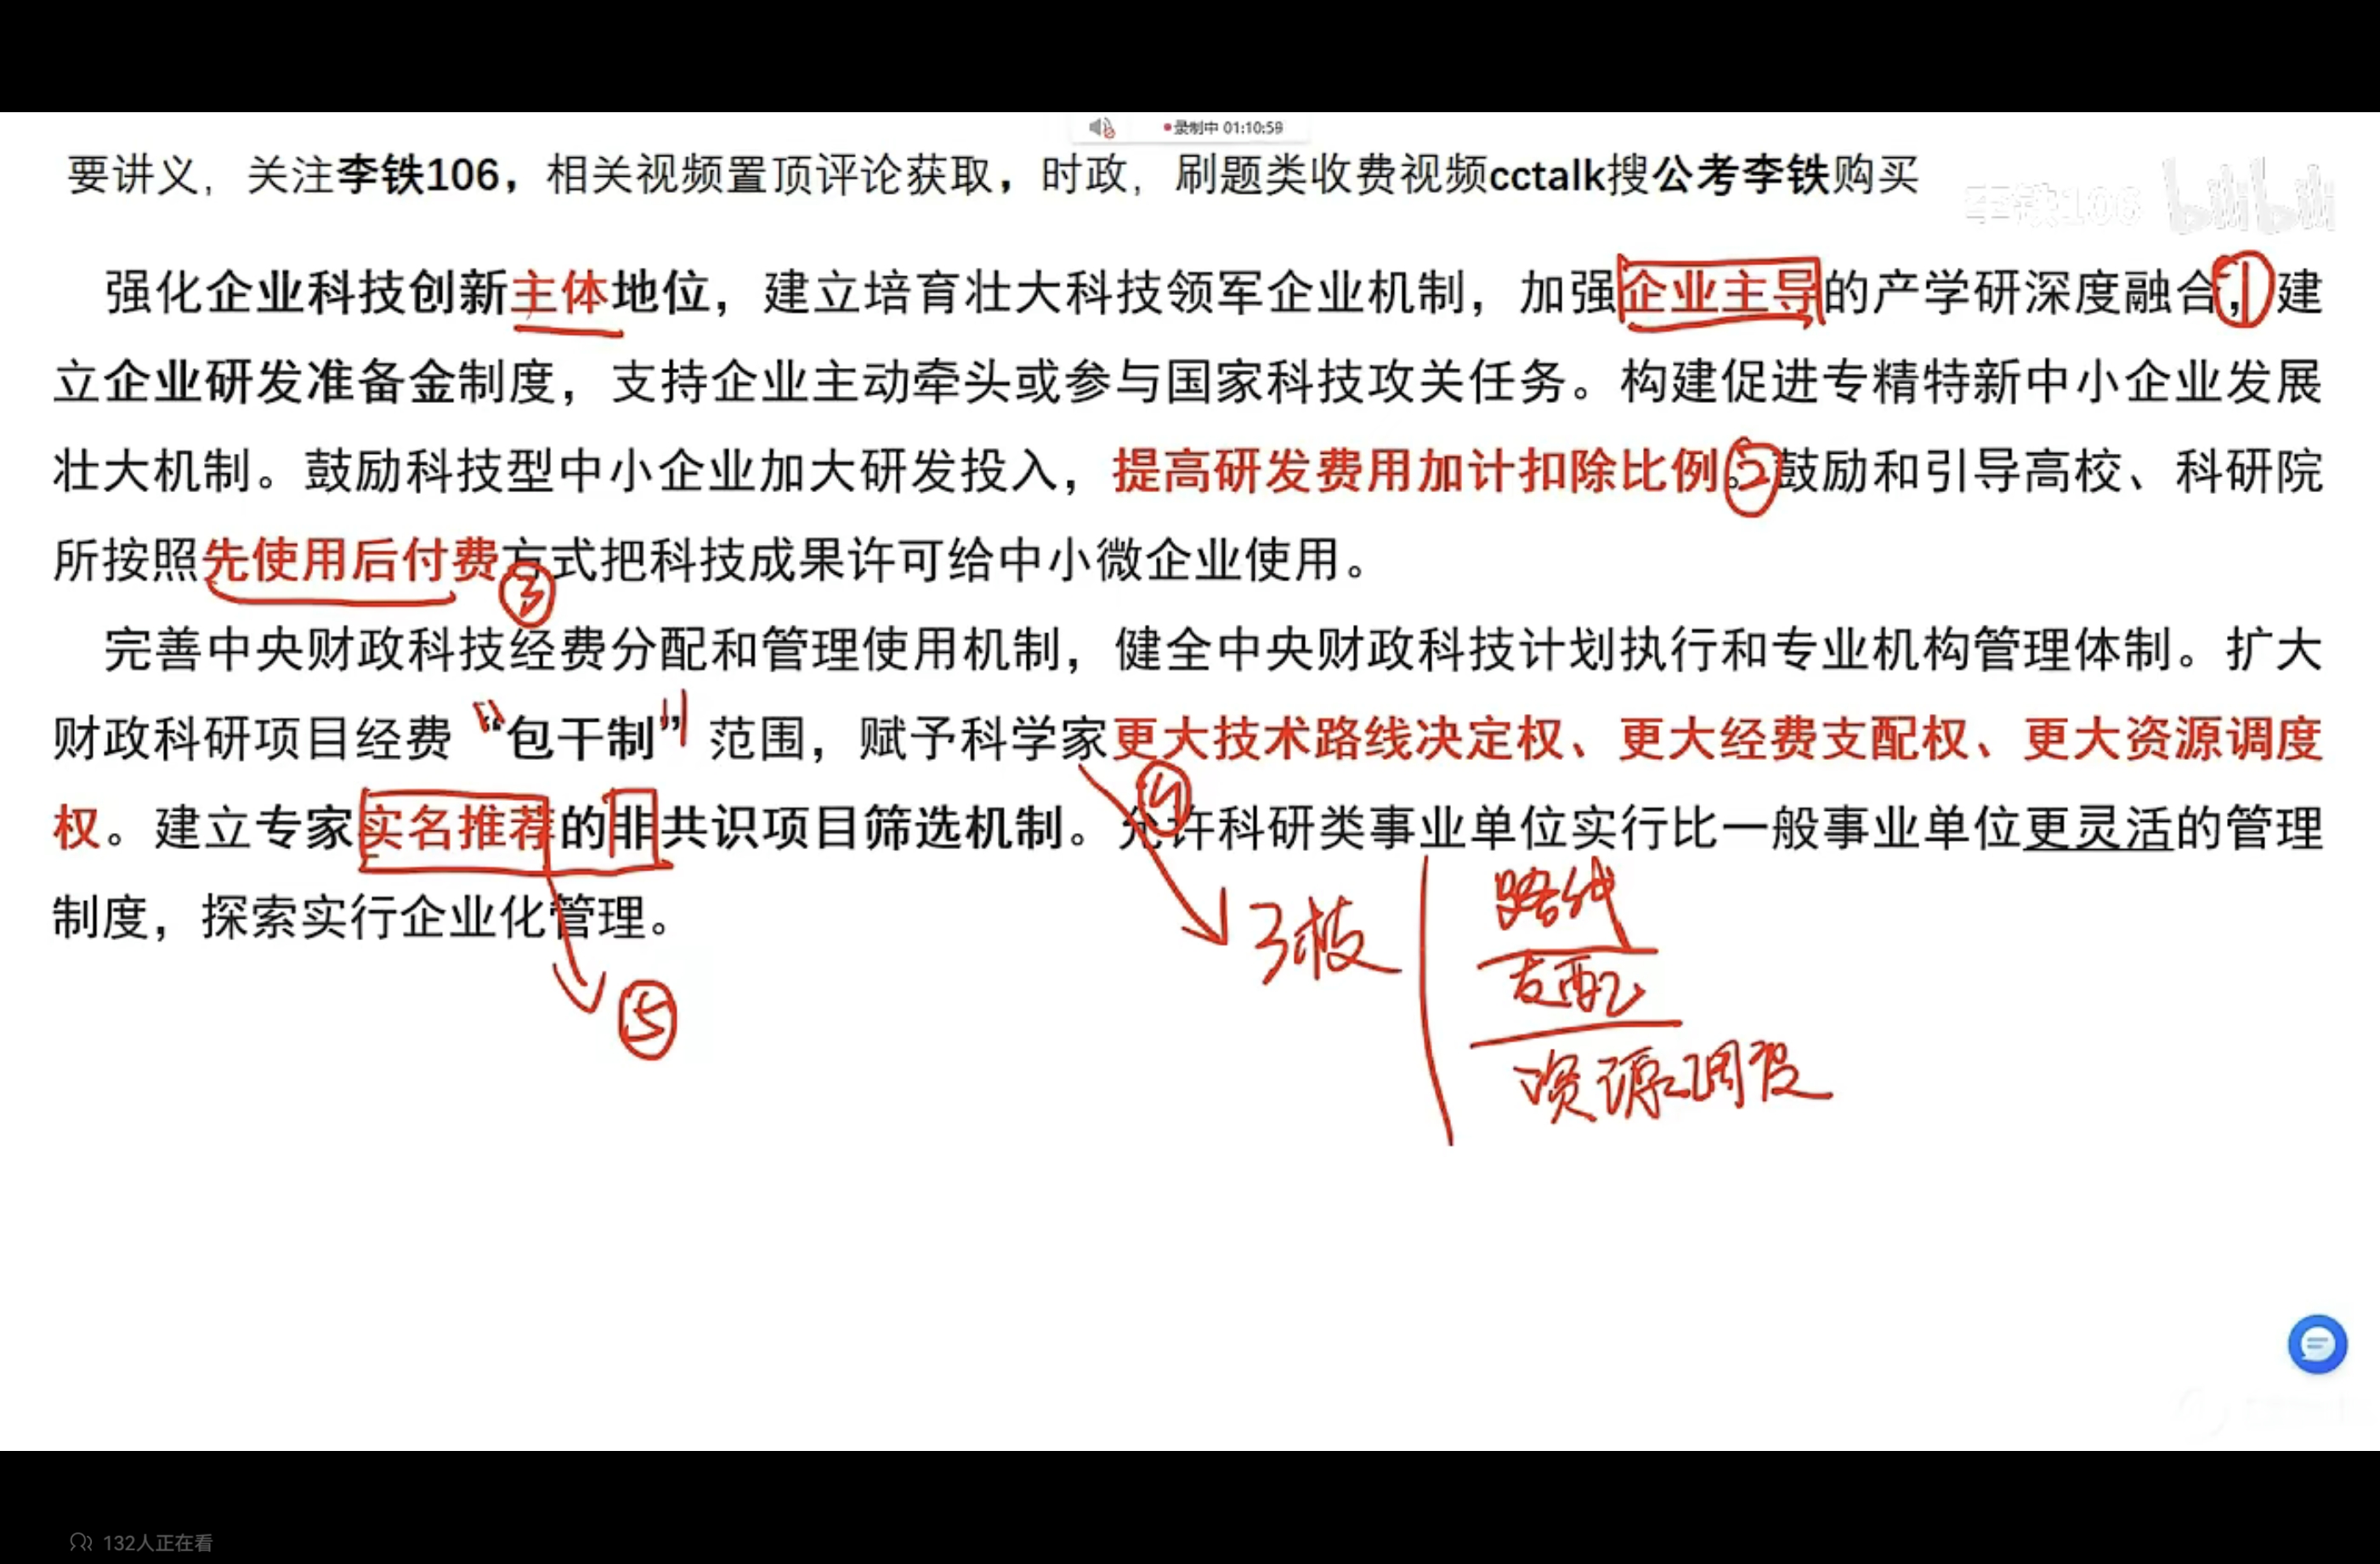 录制中 01:10:59
要讲义，关注李铁106，相关视频置顶评论获取，时政，刷题类收费视频cctalk搜公考李铁购买
李铁106 bilibili
强化企业科技创新主体地位，建立培育壮大科技领军企业机制，加强企业主导的产学研深度融合，①建
立企业研发准备金制度，支持企业主动牵头或参与国家科技攻关任务。构建促进专精特新中小企业发展
壮大机制。鼓励科技型中小企业加大研发投入，提高研发费用加计扣除比例。②鼓励和引导高校、科研院
所按照先使用后付费方式把科技成果许可给中小微企业使用。
③
完善中央财政科技经费分配和管理使用机制，健全中央财政科技计划执行和专业机构管理体制。扩大
财政科研项目经费“包干制”范围，赋予科学家更大技术路线决定权、更大经费支配权、更大资源调度
④
权。建立专家实名推荐的非共识项目筛选机制。允许科研类事业单位实行比一般事业单位更灵活的管理
制度，探索实行企业化管理。
路线
3权
支配
⑤
资源调度
132人正在看